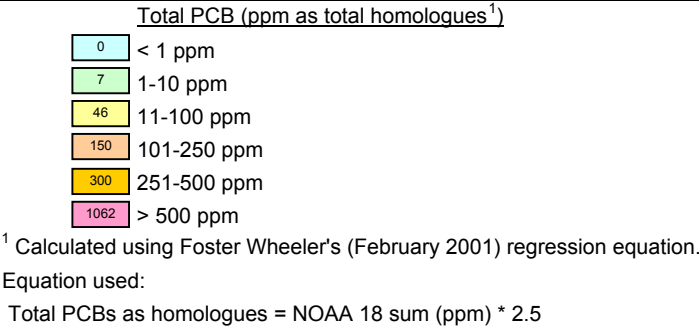 Total PCB (ppm as total homologues¹)
0 < 1 ppm
7 1-10 ppm
46 11-100 ppm
150 101-250 ppm
300 251-500 ppm
1062 > 500 ppm
¹ Calculated using Foster Wheeler's (February 2001) regression equation.
Equation used:
Total PCBs as homologues = NOAA 18 sum (ppm) * 2.5